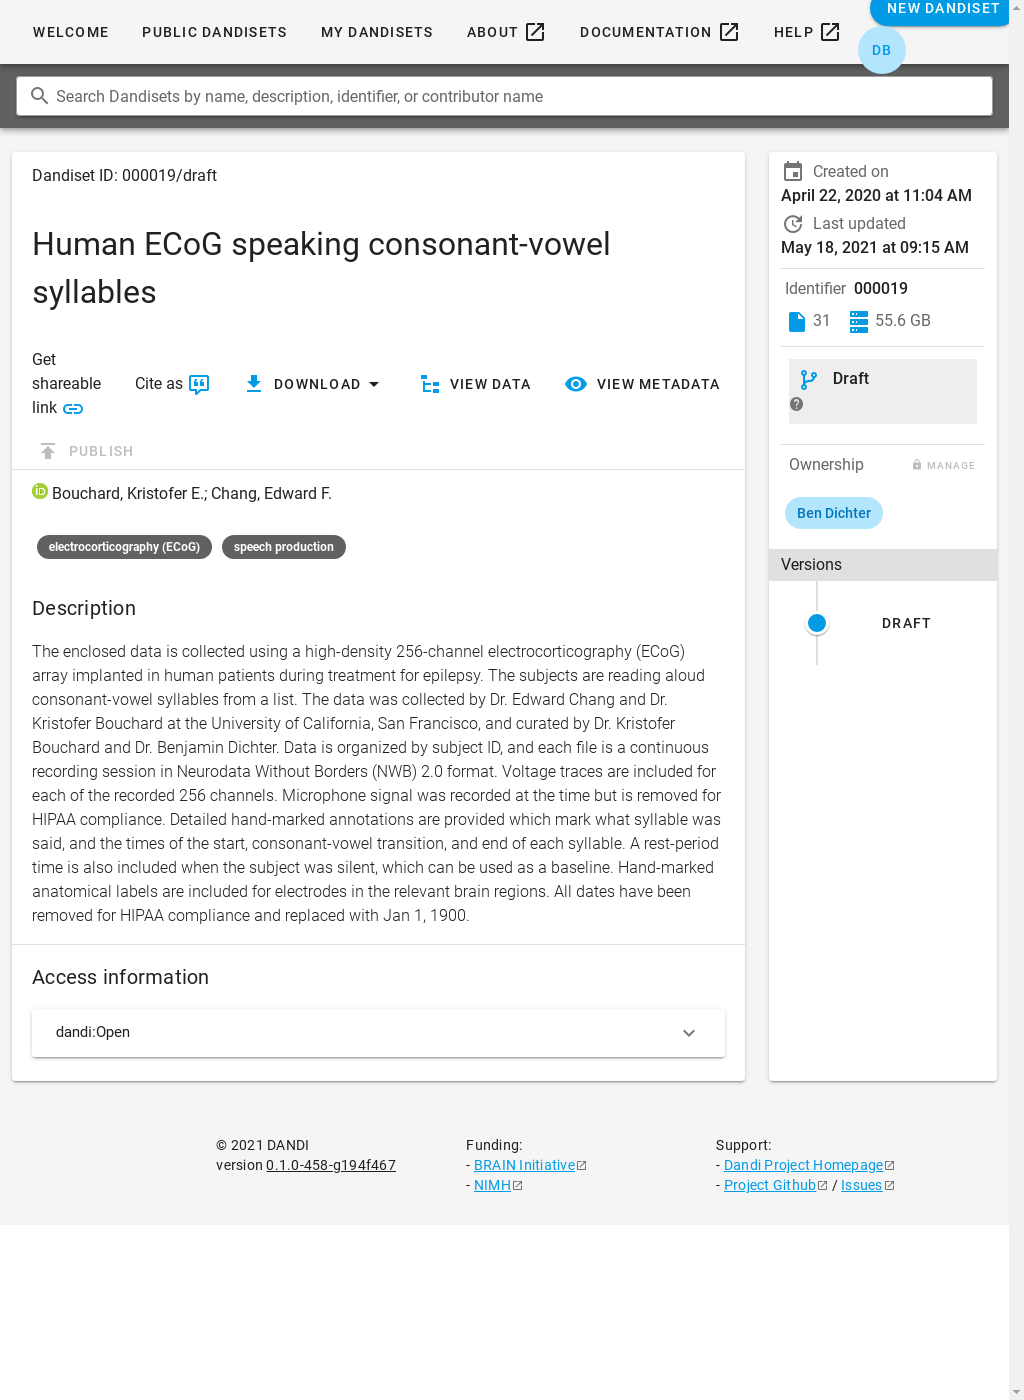 WELCOME PUBLIC DANDISETS MY DANDISETS ABOUT DOCUMENTATION HELP NEW DANDISET
DB
Search Dandisets by name, description, identifier, or contributor name
Dandiset ID: 000019/draft
Human ECoG speaking consonant-vowel
syllables
Get
shareable
link
Cite as
DOWNLOAD
VIEW DATA
VIEW METADATA
PUBLISH
iD Bouchard, Kristofer E.; Chang, Edward F.
electrocorticography (ECoG) speech production
Description
The enclosed data is collected using a high-density 256-channel electrocorticography (ECoG)
array implanted in human patients during treatment for epilepsy. The subjects are reading aloud
consonant-vowel syllables from a list. The data was collected by Dr. Edward Chang and Dr.
Kristofer Bouchard at the University of California, San Francisco, and curated by Dr. Kristofer
Bouchard and Dr. Benjamin Dichter. Data is organized by subject ID, and each file is a continuous
recording session in Neurodata Without Borders (NWB) 2.0 format. Voltage traces are included for
each of the recorded 256 channels. Microphone signal was recorded at the time but is removed for
HIPAA compliance. Detailed hand-marked annotations are provided which mark what syllable was
said, and the times of the start, consonant-vowel transition, and end of each syllable. A rest-period
time is also included when the subject was silent, which can be used as a baseline. Hand-marked
anatomical labels are included for electrodes in the relevant brain regions. All dates have been
removed for HIPAA compliance and replaced with Jan 1, 1900.
Access information
dandi:Open
Created on
April 22, 2020 at 11:04 AM
Last updated
May 18, 2021 at 09:15 AM
Identifier 000019
31 55.6 GB
Draft
?
Ownership MANAGE
Ben Dichter
Versions
DRAFT
© 2021 DANDI
version 0.1.0-458-g194f467
Funding:
- BRAIN Initiative
- NIMH
Support:
- Dandi Project Homepage
- Project Github / Issues